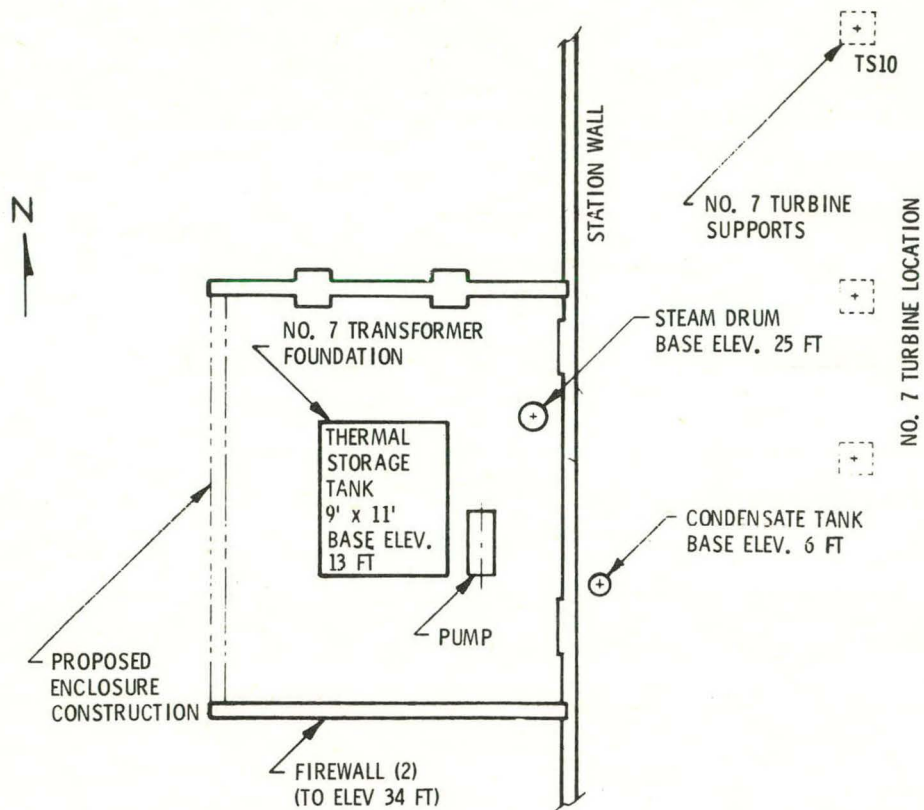 TS10
STATION WALL
N
NO. 7 TURBINE
SUPPORTS
NO. 7 TURBINE LOCATION
NO. 7 TRANSFORMER
FOUNDATION
STEAM DRUM
BASE ELEV. 25 FT
THERMAL
STORAGE
TANK
9' x 11'
BASE ELEV.
13 FT
CONDENSATE TANK
BASE ELEV. 6 FT
PUMP
PROPOSED
ENCLOSURE
CONSTRUCTION
FIREWALL (2)
(TO ELEV 34 FT)